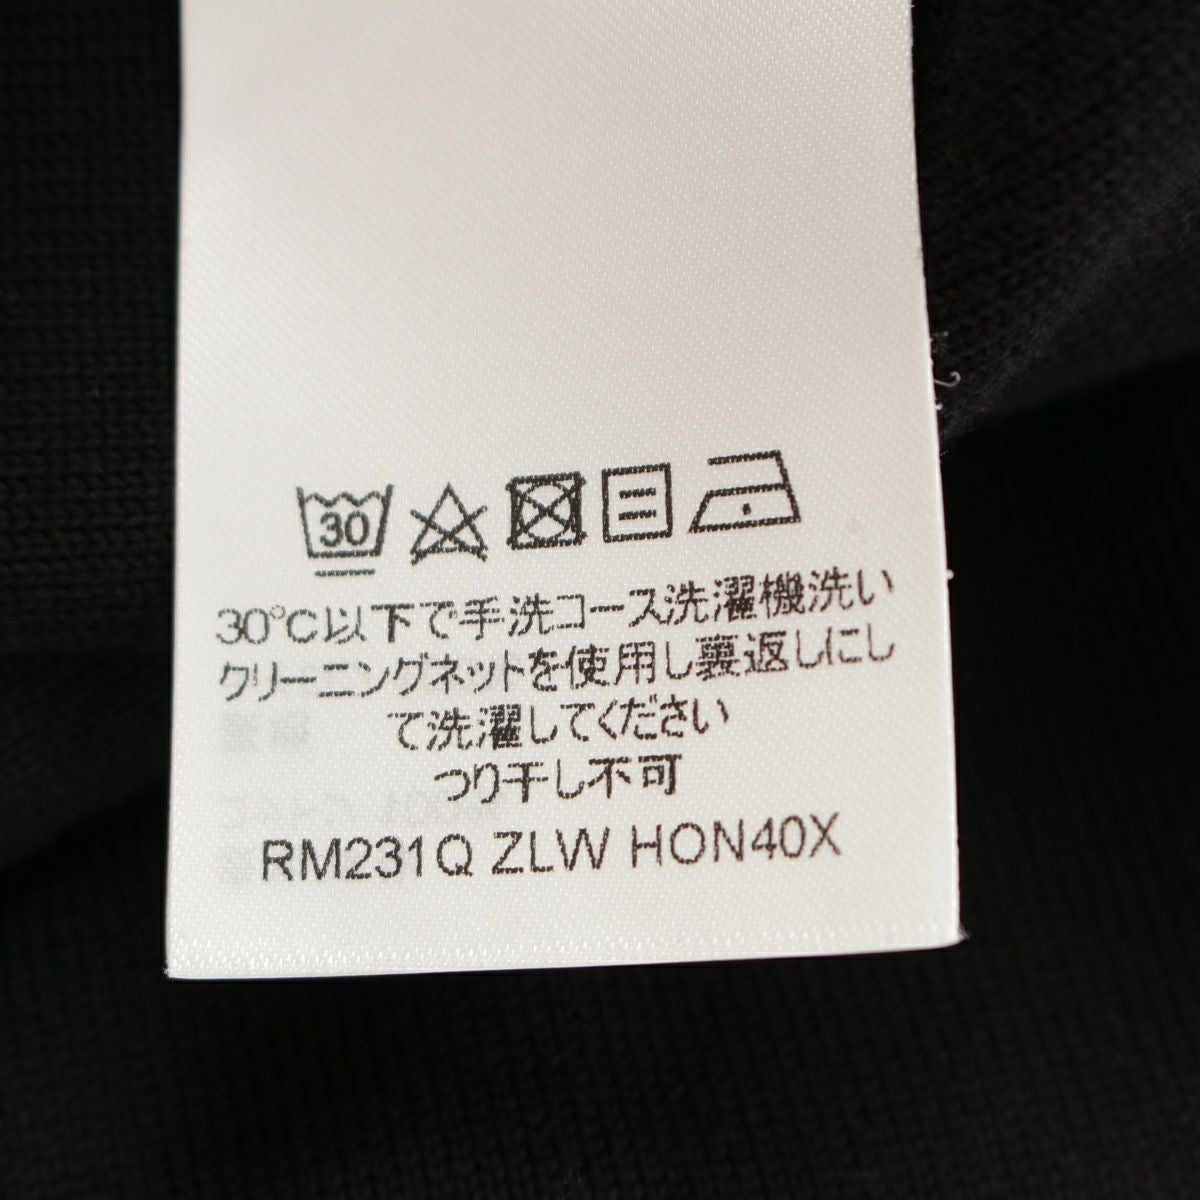 30
30℃以下で手洗コース洗濯機洗い
クリーニングネットを使用し裏返しにし
て洗濯してください
つり干し不可
RM231Q ZLW HON40X